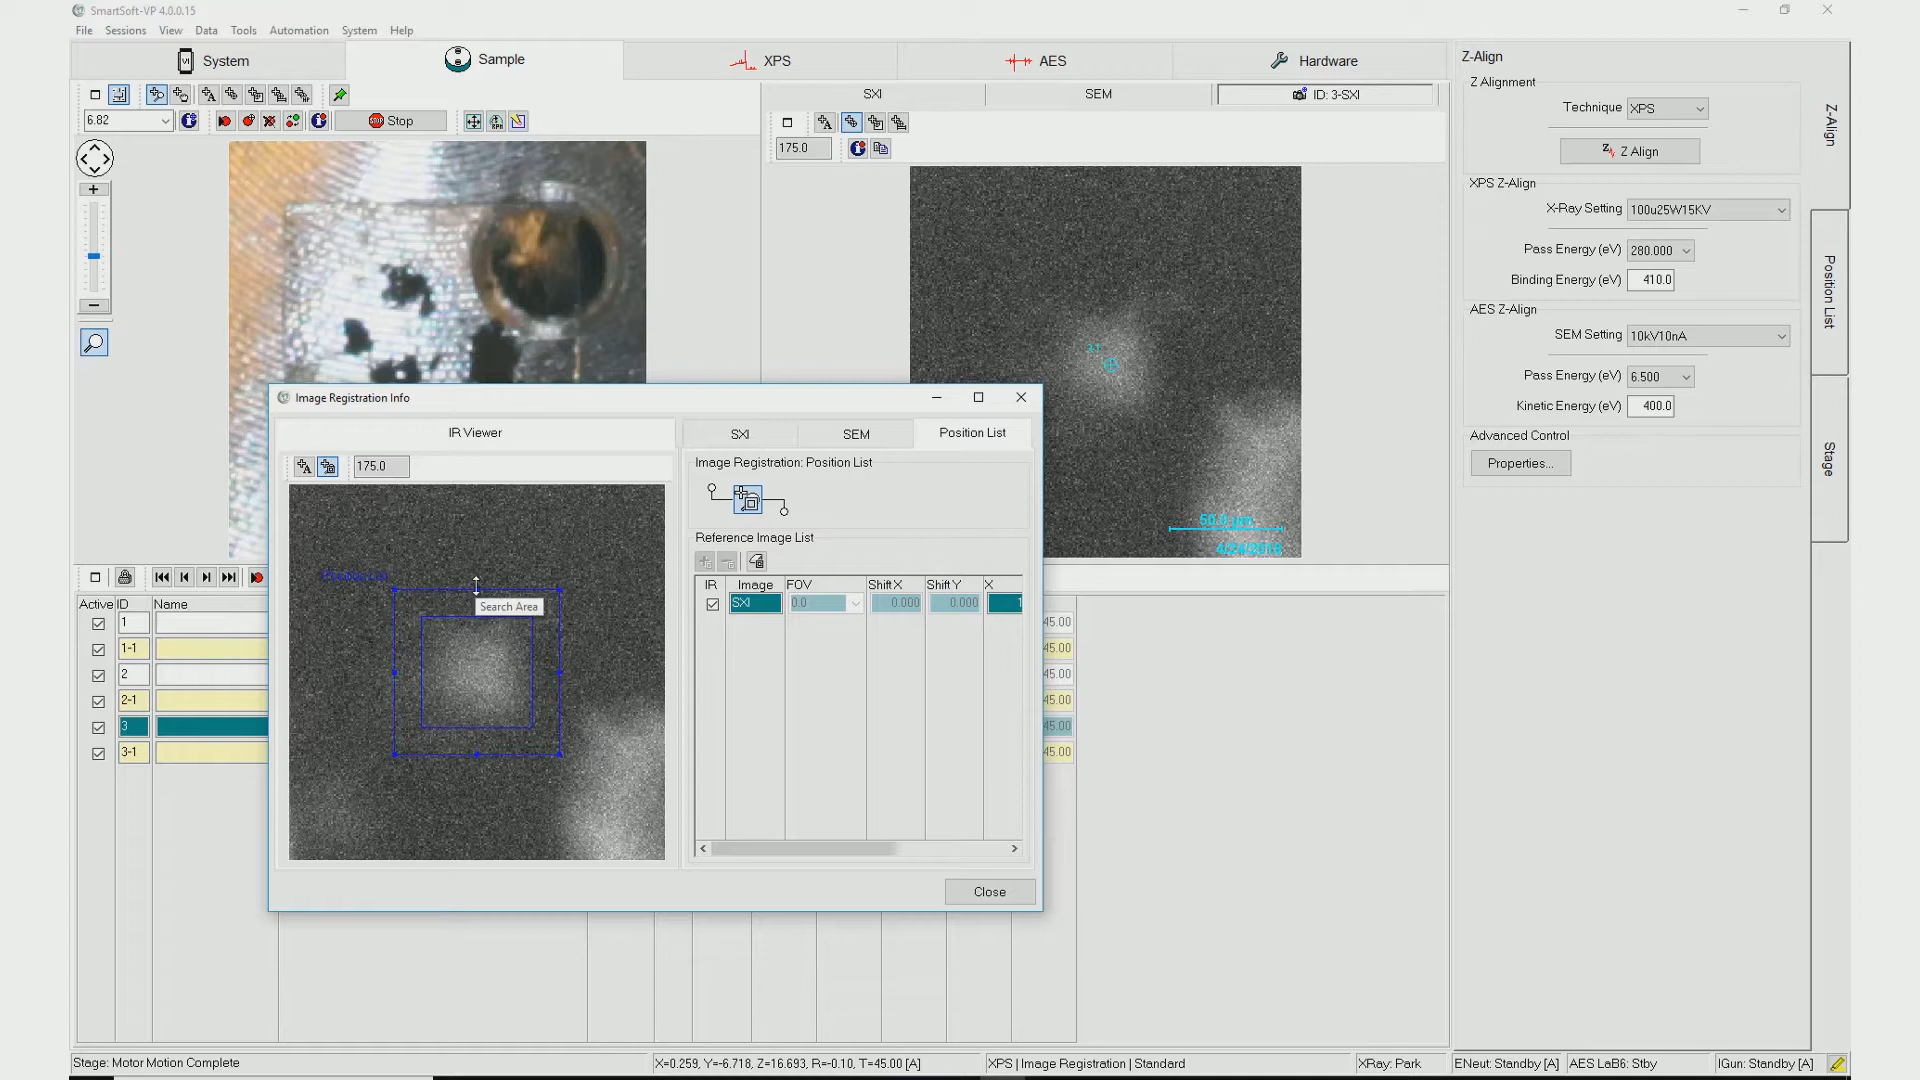 SmartSoft-VP 4.0.0.15
File Sessions View Data Tools Automation System Help
System
Sample
XPS
AES
Hardware
6.82
Stop
SXI
SEM
ID: 3-SXI
175.0
3.1
50.0 µm
Z-Align
Z Alignment
Technique XPS
Z Align
XPS Z-Align
X-Ray Setting 100u25W15KV
Pass Energy (eV) 280.000
Binding Energy (eV) 410.0
AES Z-Align
SEM Setting 10kV10nA
Pass Energy (eV) 6.500
Kinetic Energy (eV) 400.0
Advanced Control
Properties...
Z-Align
Position List
Stage
Image Registration Info
IR Viewer
175.0
Position List
Search Area
SXI
SEM
Position List
Image Registration: Position List
Reference Image List
IR Image FOV Shift X Shift Y X
SXI 0.0 0.000 0.000 1
Close
Active ID Name
1 45.00
1-1 45.00
2 45.00
2-1 45.00
3 45.00
3-1 45.00
Stage: Motor Motion Complete
X=0.259, Y=-6.718, Z=16.693, R=-0.10, T=45.00 [A]
XPS | Image Registration | Standard
XRay: Park
ENeut: Standby [A]
AES LaB6: Stby
IGun: Standby [A]